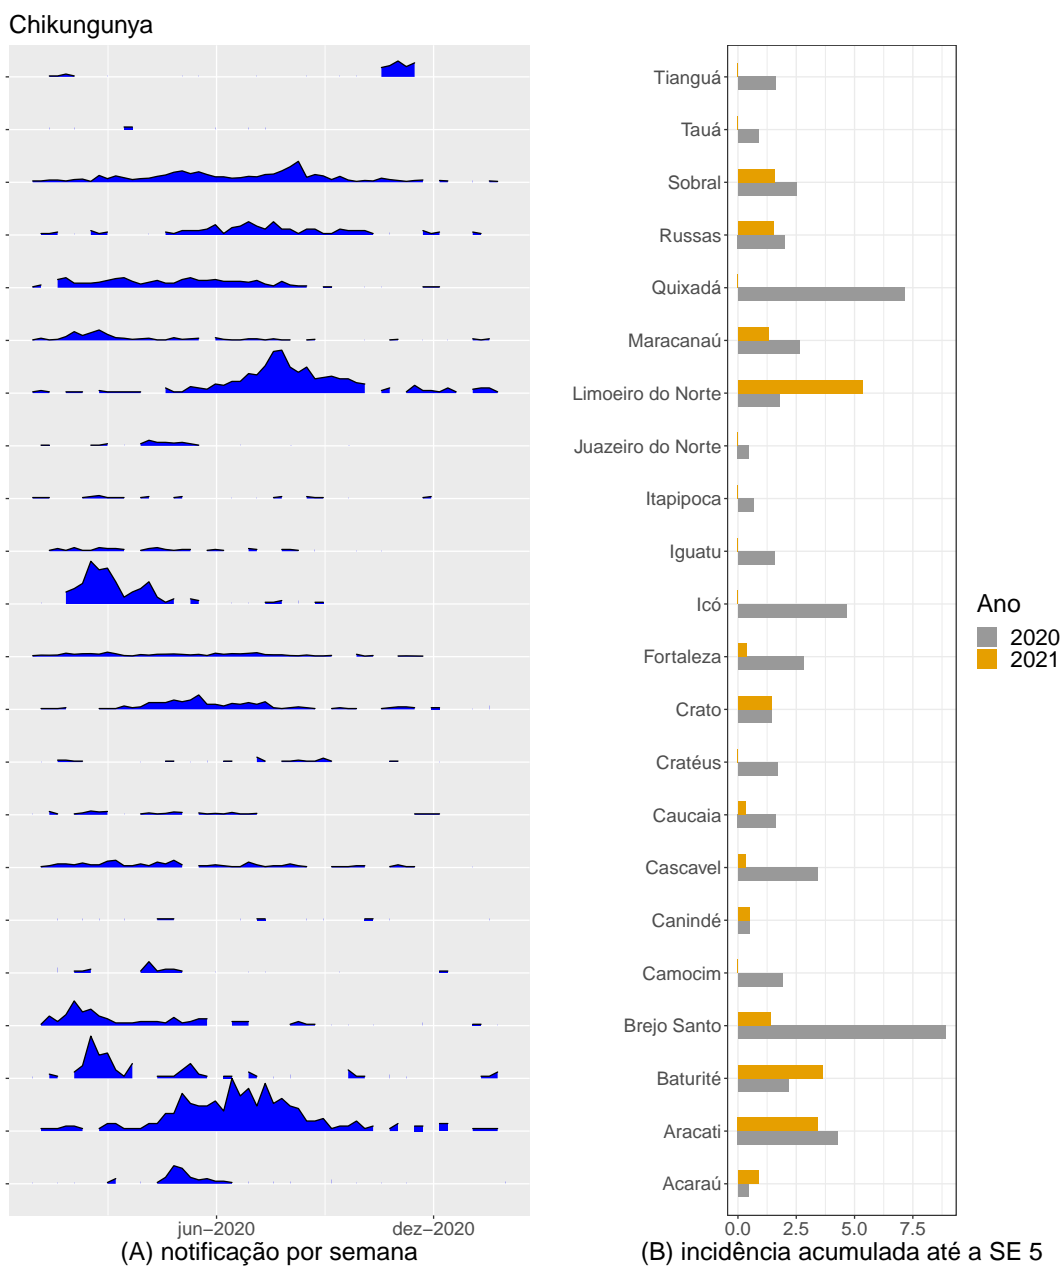 Chikungunya
Tianguá
Tauá
Sobral
Russas
Quixadá
Maracanaú
Limoeiro do Norte
Juazeiro do Norte
Itapipoca
Iguatu
Icó
Fortaleza
Crato
Cratéus
Caucaia
Cascavel
Canindé
Camocim
Brejo Santo
Baturité
Aracati
Acaraú
Ano
2020
2021
jun–2020 dez–2020
0.0 2.5 5.0 7.5
(A) notificação por semana
(B) incidência acumulada até a SE 5